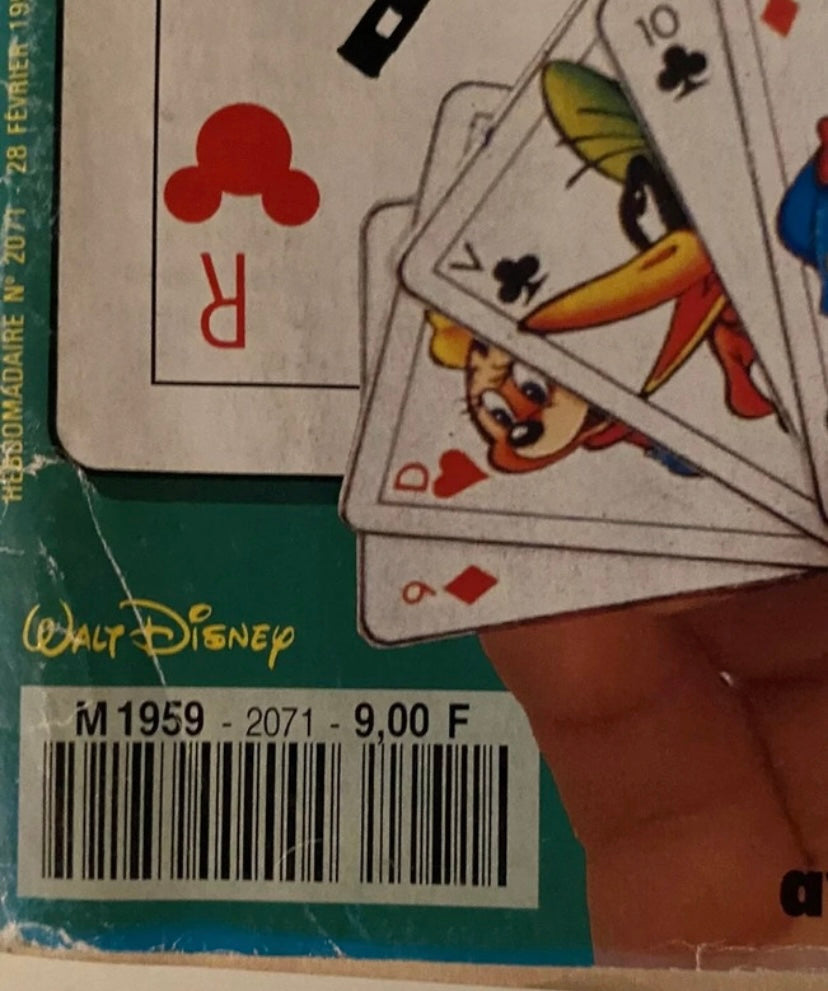 HEBDOMADAIRE N° 2071 - 28 FÉVRIER 19
10
R
V
D
9
WALT DISNEY
M 1959 - 2071 - 9,00 F